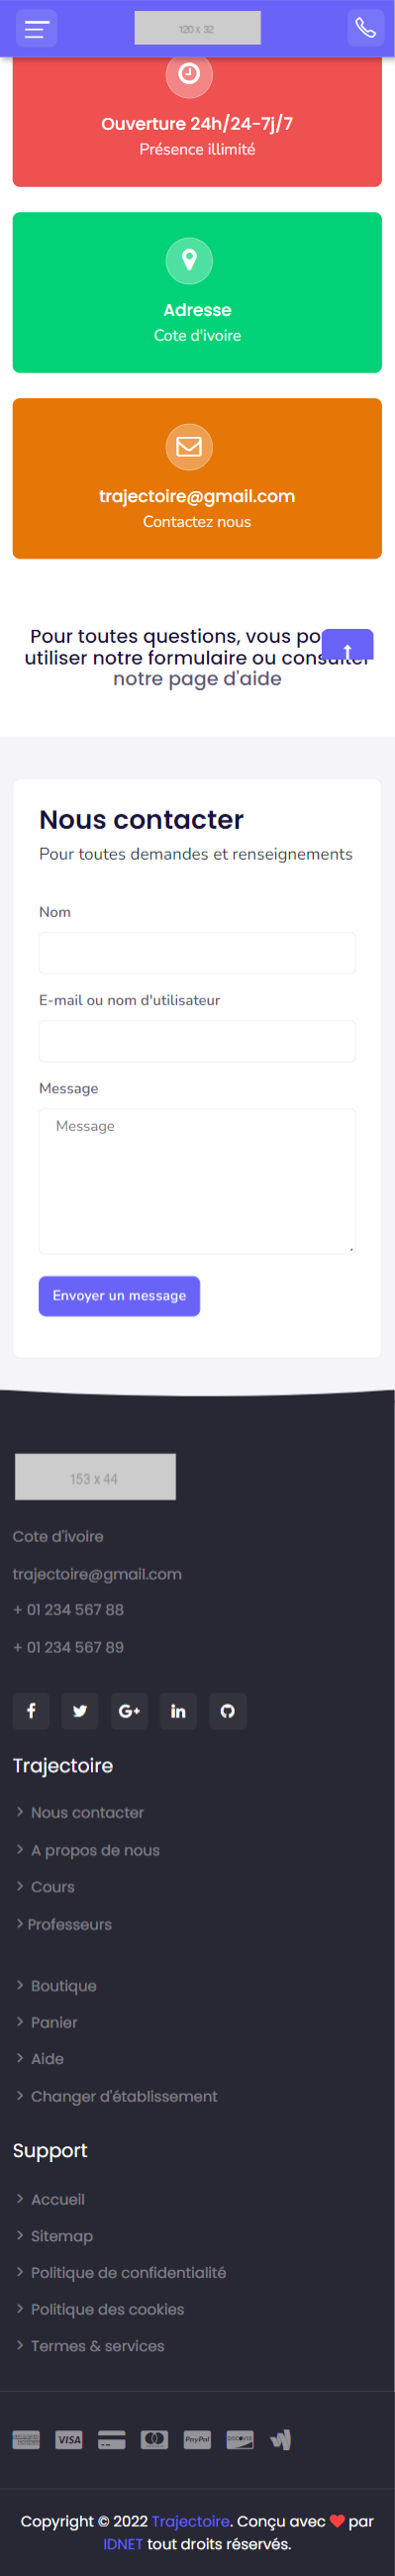 120 x 32
Ouverture 24h/24-7j/7
Présence illimité
Adresse
Cote d'ivoire
trajectoire@gmail.com
Contactez nous
Pour toutes questions, vous
utiliser notre formulaire ou consulter
notre page d'aide
Nous contacter
Pour toutes demandes et renseignements
Nom
E-mail ou nom d'utilisateur
Message
Message
Envoyer un message
153 x 44
Cote d'ivoire
trajectoire@gmail.com
+ 01 234 567 88
+ 01 234 567 89
Trajectoire
Nous contacter
A propos de nous
Cours
Professeurs
Boutique
Panier
Aide
Changer d'établissement
Support
Accueil
Sitemap
Politique de confidentialité
Politique des cookies
Termes & services
VISA PayPal DISCOVER
Copyright © 2022 Trajectoire. Conçu avec ❤ par
IDNET tout droits réservés.